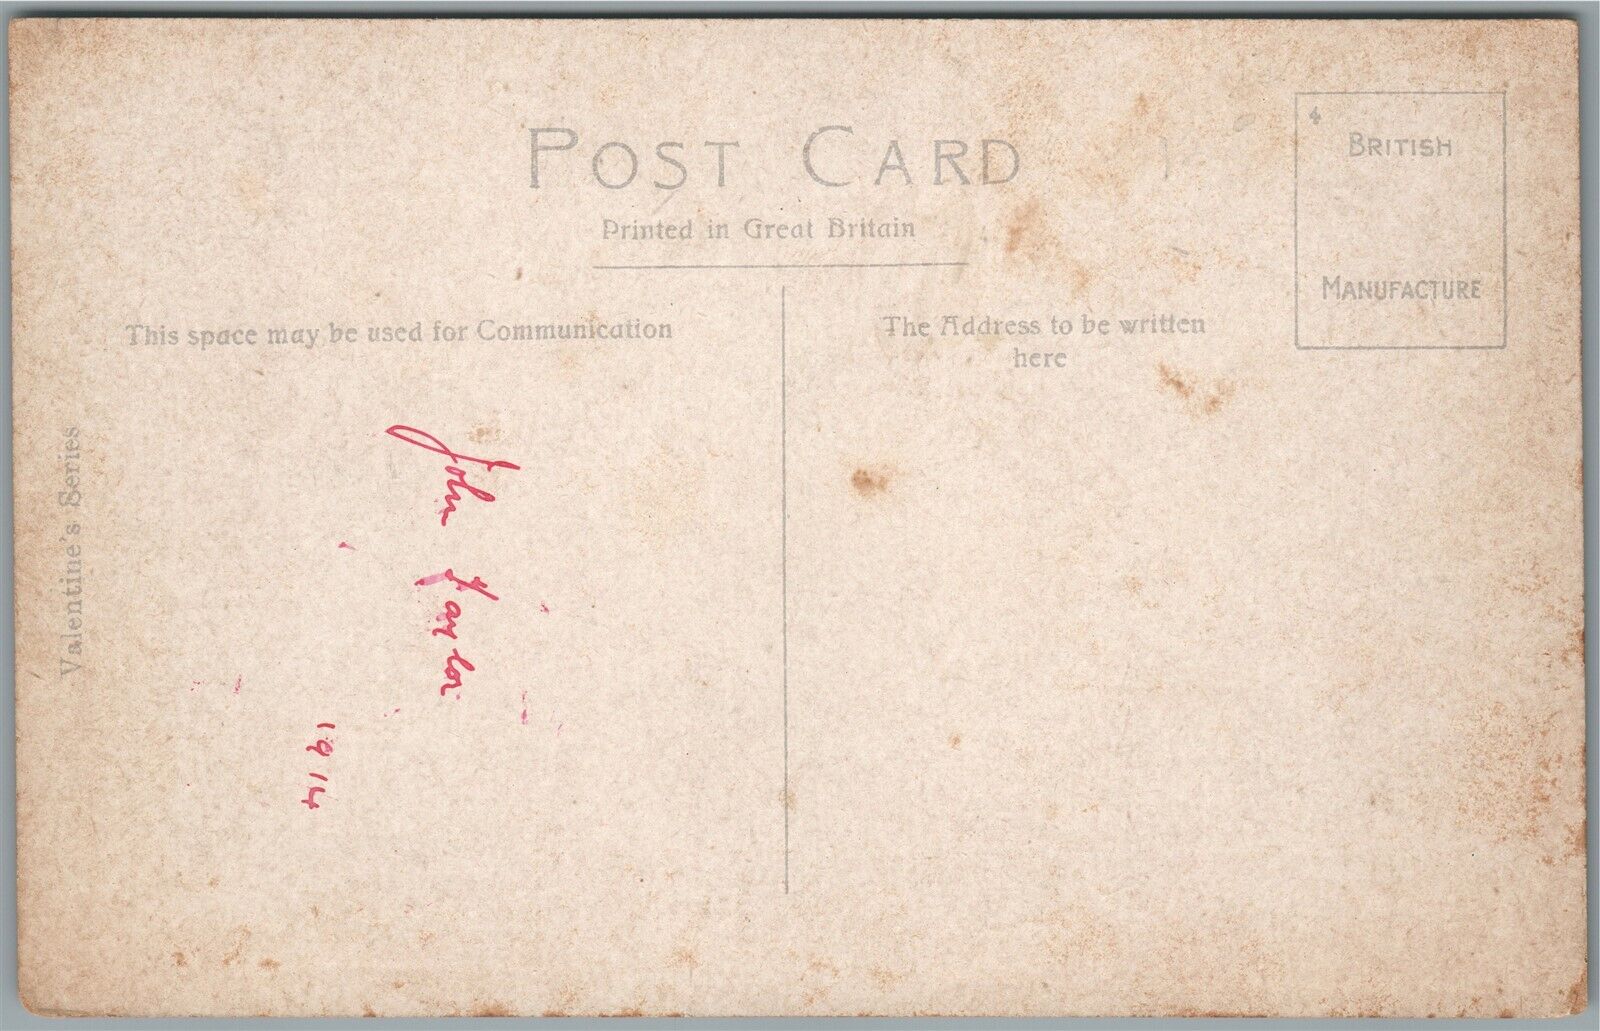 POST CARD
Printed in Great Britain
4
BRITISH
MANUFACTURE
This space may be used for Communication
The Address to be written
here
Valentine's Series
John Taylor
1914